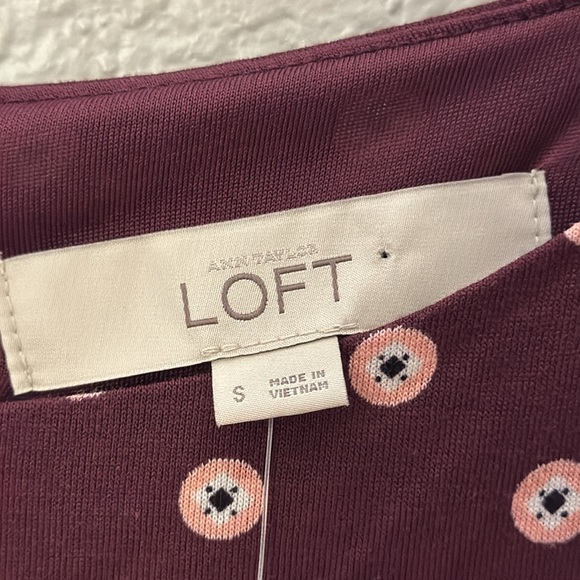 ANN TAYLOR
LOFT
S
MADE IN
VIETNAM